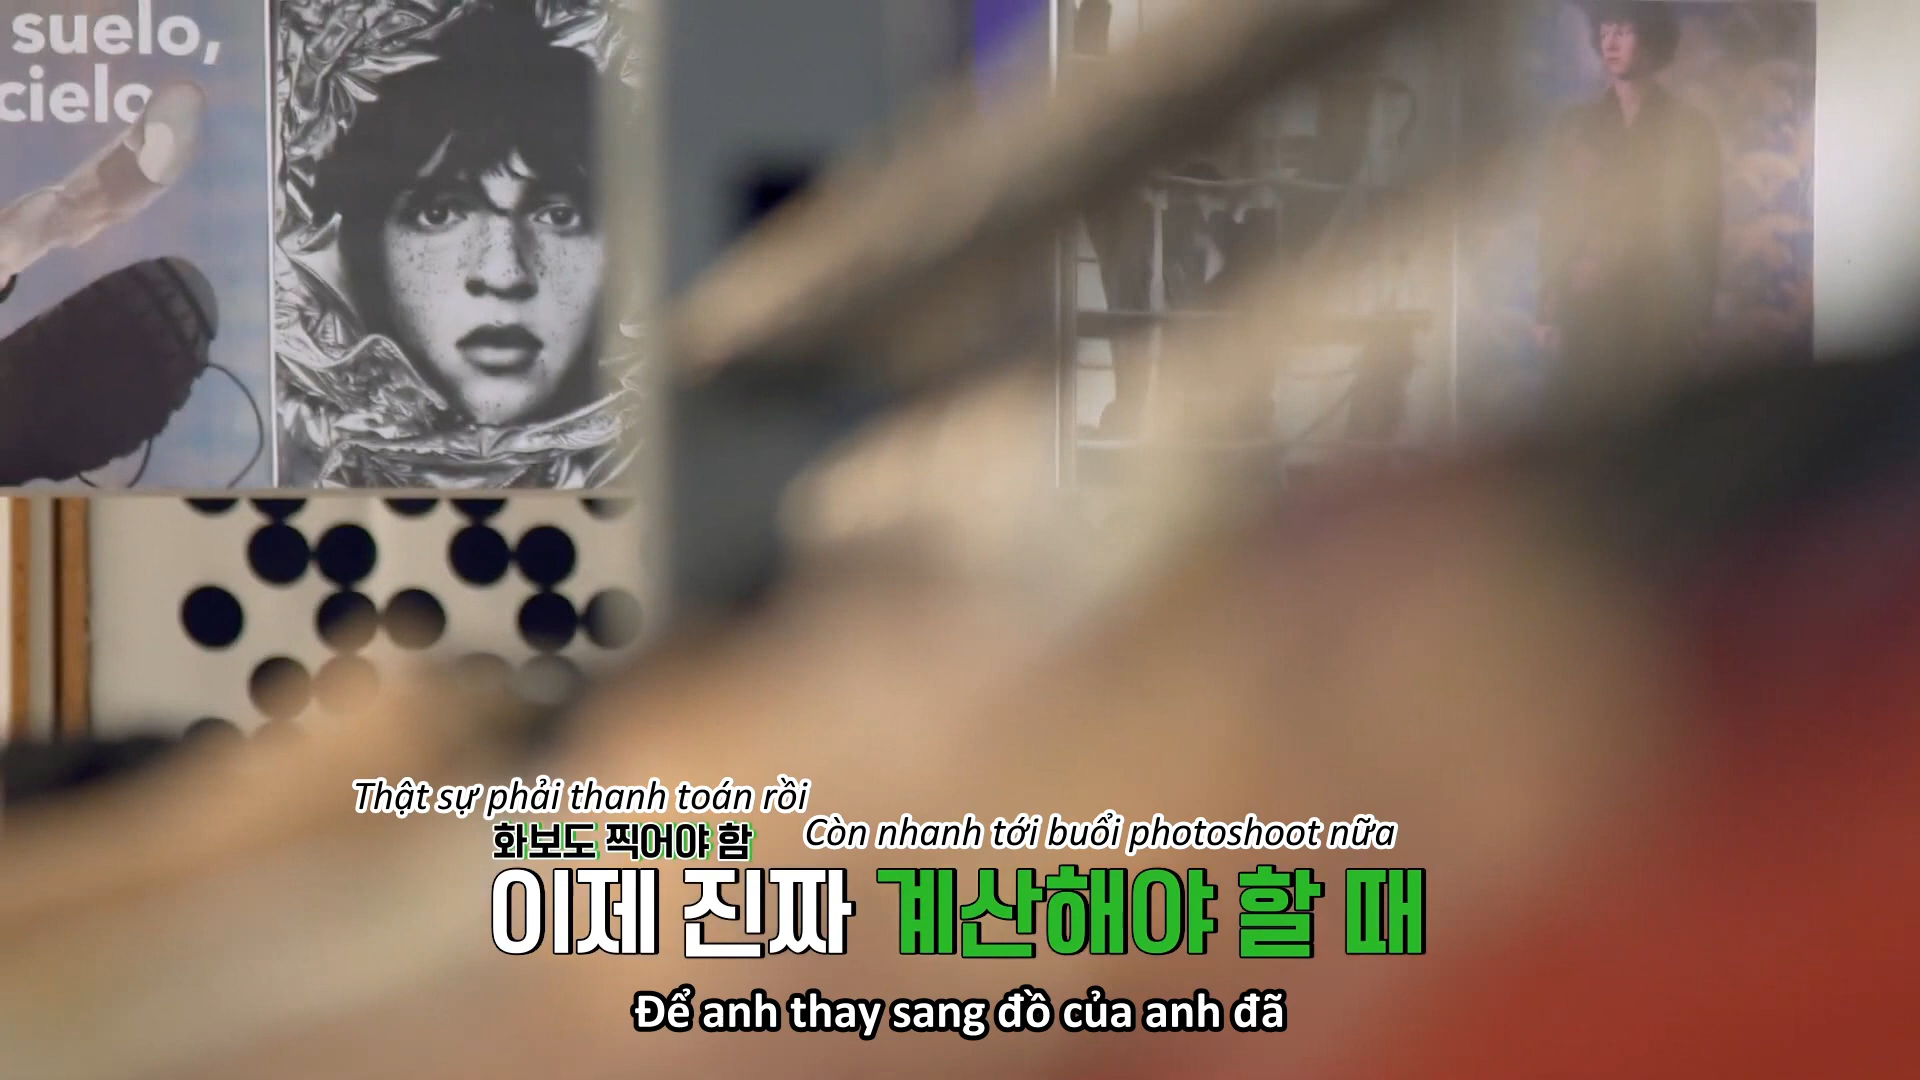 suelo,
cielo
Thật sự phải thanh toán rồi
화보도 찍어야 함
Còn nhanh tới buổi photoshoot nữa
이제 진짜 계산해야 할 때
Để anh thay sang đồ của anh đã